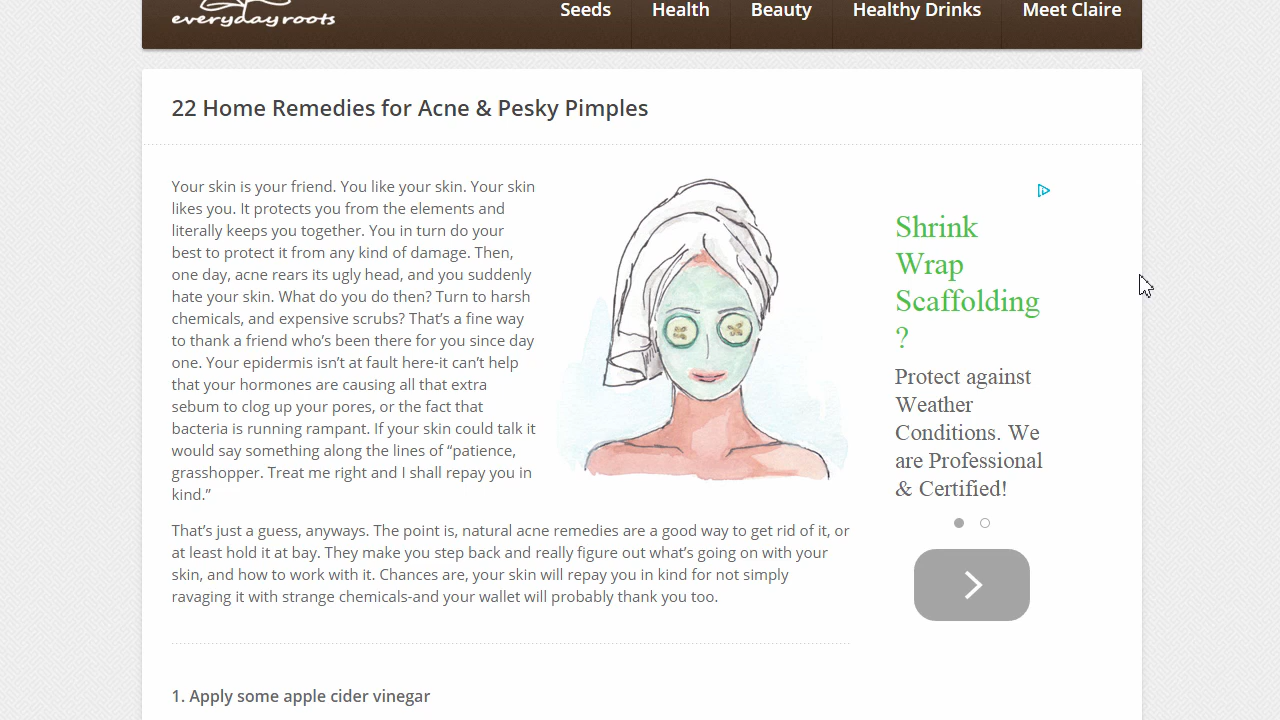 everydayroots
Seeds
Health
Beauty
Healthy Drinks
Meet Claire
22 Home Remedies for Acne & Pesky Pimples
Your skin is your friend. You like your skin. Your skin
likes you. It protects you from the elements and
literally keeps you together. You in turn do your
best to protect it from any kind of damage. Then,
one day, acne rears its ugly head, and you suddenly
hate your skin. What do you do then? Turn to harsh
chemicals, and expensive scrubs? That’s a fine way
to thank a friend who’s been there for you since day
one. Your epidermis isn’t at fault here-it can’t help
that your hormones are causing all that extra
sebum to clog up your pores, or the fact that
bacteria is running rampant. If your skin could talk it
would say something along the lines of “patience,
grasshopper. Treat me right and I shall repay you in
kind.”
That’s just a guess, anyways. The point is, natural acne remedies are a good way to get rid of it, or
at least hold it at bay. They make you step back and really figure out what’s going on with your
skin, and how to work with it. Chances are, your skin will repay you in kind for not simply
ravaging it with strange chemicals-and your wallet will probably thank you too.
1. Apply some apple cider vinegar
Shrink
Wrap
Scaffolding
?
Protect against
Weather
Conditions. We
are Professional
& Certified!